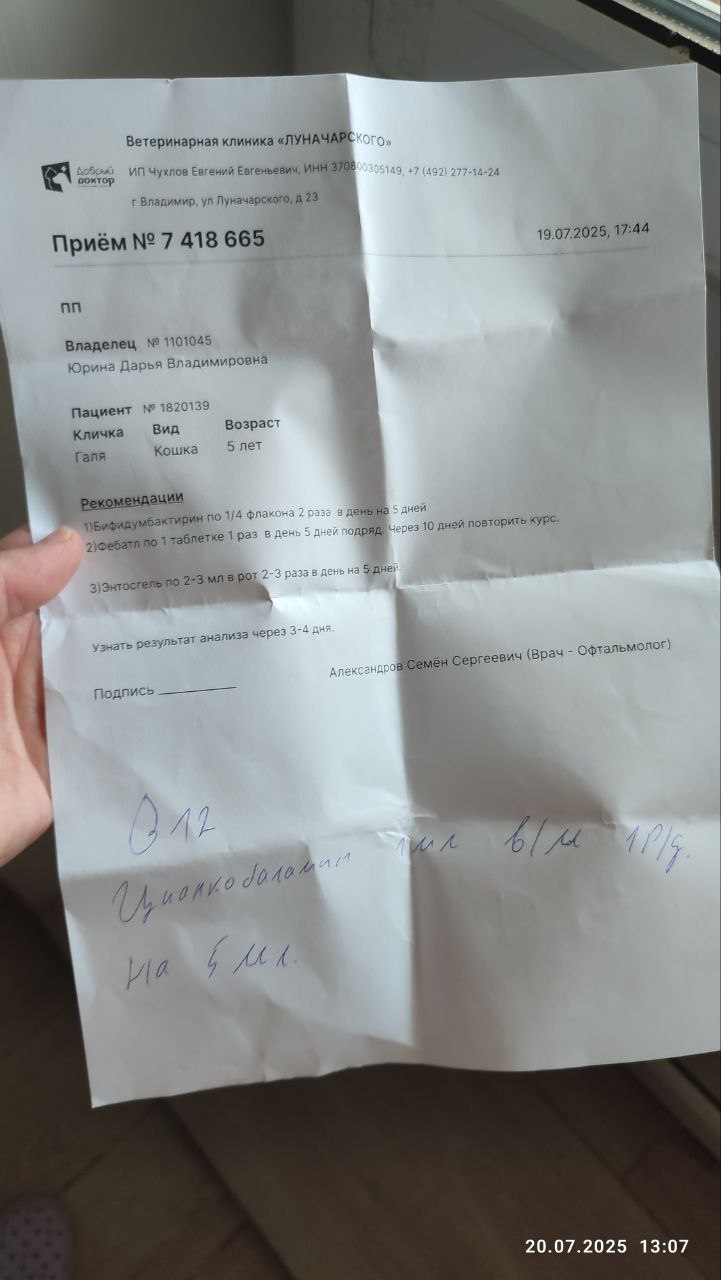 Ветеринарная клиника «ЛУНАЧАРСКОГО»
Добрый доктор
ИП Чухлов Евгений Евгеньевич, ИНН 370800305149, +7 (492) 277-14-24
г Владимир, ул Луначарского, д 23
Приём № 7 418 665
19.07.2025, 17:44
ПП
Владелец № 1101045
Юрина Дарья Владимировна
Пациент № 1820139
Кличка Вид Возраст
Галя Кошка 5 лет
Рекомендации
1)Бифидумбактирин по 1/4 флакона 2 раза в день на 5 дней
2)Фебатл по 1 таблетке 1 раз в день 5 дней подряд. Через 10 дней повторить курс.
3)Энтосгель по 2-3 мл в рот 2-3 раза в день на 5 дней.
Узнать результат анализа через 3-4 дня.
Александров Семён Сергеевич (Врач - Офтальмолог)
Подпись
В 12
Цианкобаламин 1мл в/м 1Р/д.
На 5 мл.
20.07.2025 13:07